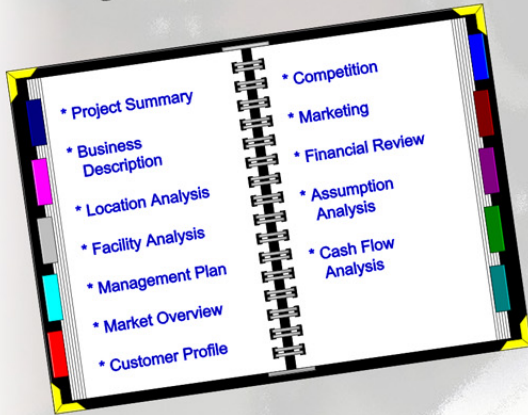 * Project Summary
* Business
Description
* Location Analysis
* Facility Analysis
* Management Plan
* Market Overview
* Customer Profile
* Competition
* Marketing
* Financial Review
* Assumption
Analysis
* Cash Flow
Analysis